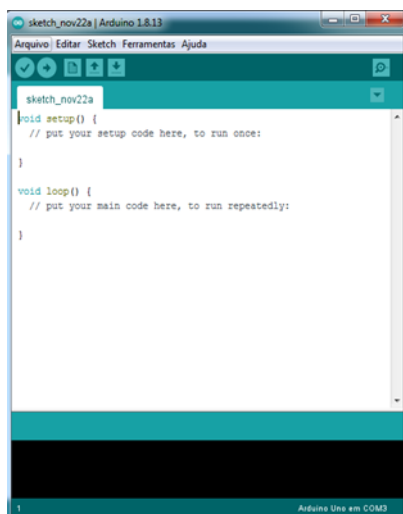 sketch_nov22a | Arduino 1.8.13
Arquivo Editar Sketch Ferramentas Ajuda
sketch_nov22a
void setup() {
// put your setup code here, to run once:
}
void loop() {
// put your main code here, to run repeatedly:
}
1
Arduino Uno em COM3